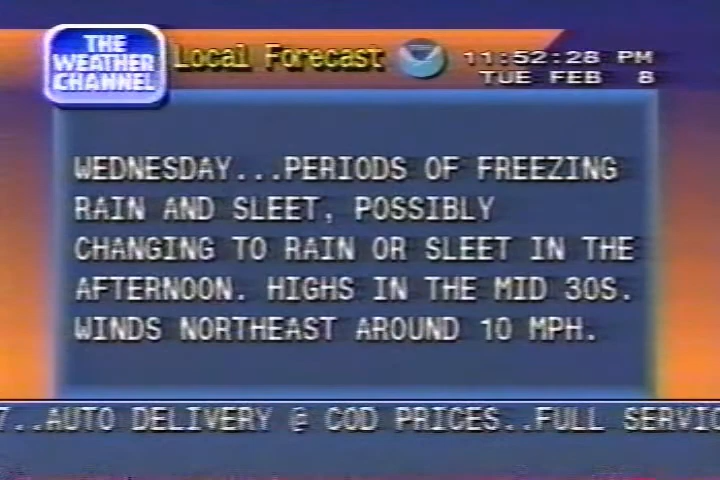 THE
WEATHER
CHANNEL
Local Forecast
11:52:28 PM
TUE FEB 8
WEDNESDAY...PERIODS OF FREEZING
RAIN AND SLEET, POSSIBLY
CHANGING TO RAIN OR SLEET IN THE
AFTERNOON. HIGHS IN THE MID 30S.
WINDS NORTHEAST AROUND 10 MPH.
7..AUTO DELIVERY @ COD PRICES..FULL SERVIC